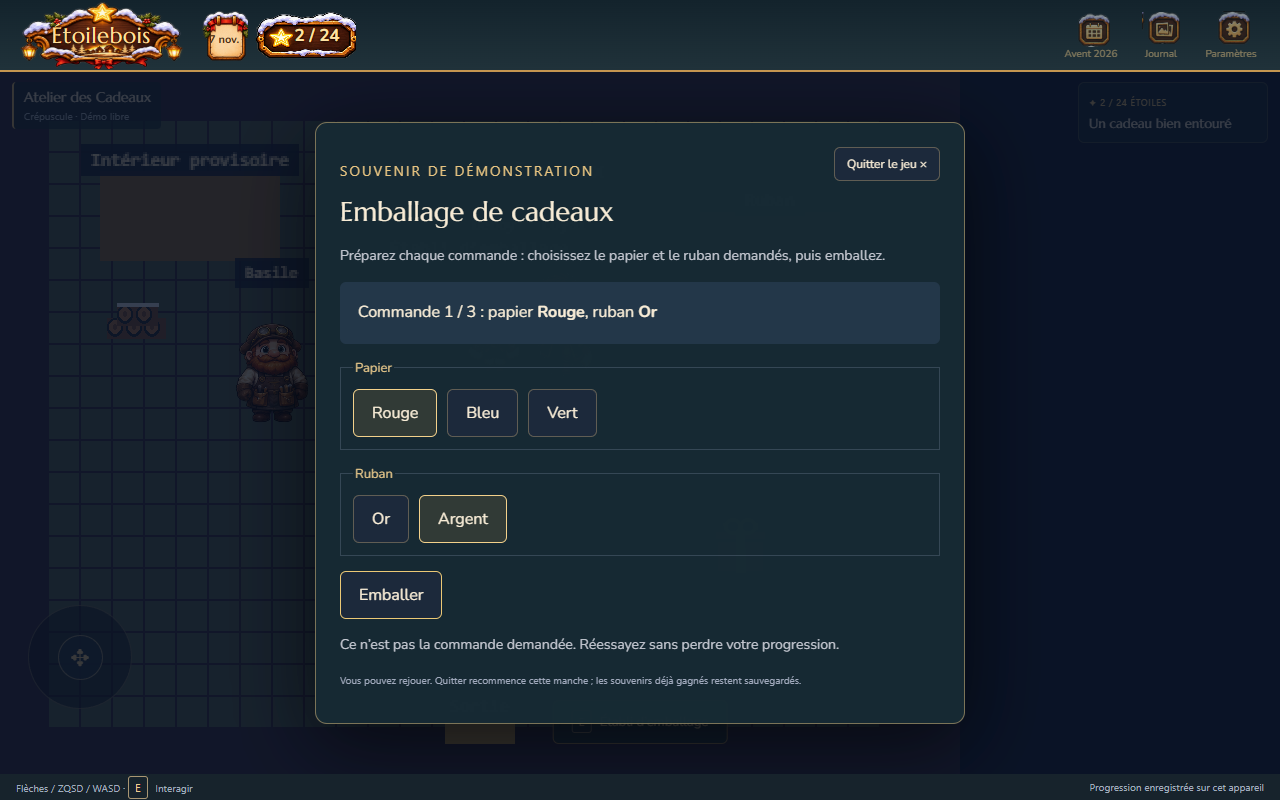 Étoilebois
7 nov.
2 / 24
Avent 2026
Journal
Paramètres
Atelier des Cadeaux
Crépuscule · Démo libre
✦ 2 / 24 ÉTOILES
Un cadeau bien entouré
Intérieur provisoire
Basile
SOUVENIR DE DÉMONSTRATION
Quitter le jeu ×
Emballage de cadeaux
Préparez chaque commande : choisissez le papier et le ruban demandés, puis emballez.
Commande 1 / 3 : papier Rouge, ruban Or
Papier
Rouge
Bleu
Vert
Ruban
Or
Argent
Emballer
Ce n’est pas la commande demandée. Réessayez sans perdre votre progression.
Vous pouvez rejouer. Quitter recommence cette manche ; les souvenirs déjà gagnés restent sauvegardés.
Flèches / ZQSD / WASD · E Interagir
Progression enregistrée sur cet appareil